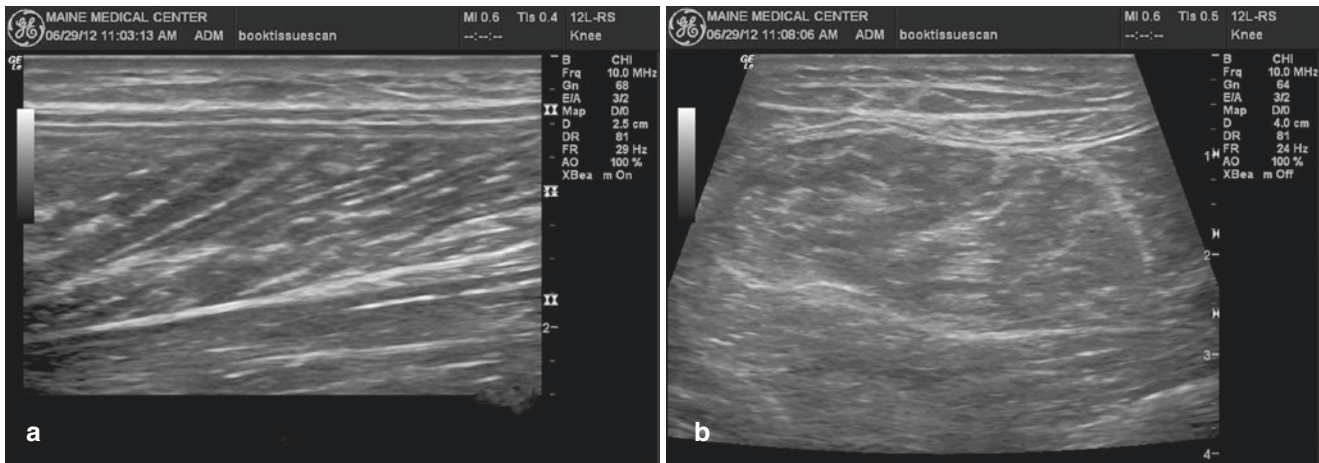 GE MAINE MEDICAL CENTER MI 0.6 TIs 0.4 12L-RS
06/29/12 11:03:13 AM ADM booktissuescan --:--:-- Knee
B CHI
Frq 10.0 MHz
Gn 68
E/A 3/2
Map D/0
D 2.5 cm
DR 81
FR 29 Hz
AO 100 %
XBea m On
2
a
GE MAINE MEDICAL CENTER MI 0.6 TIs 0.5 12L-RS
06/29/12 11:08:06 AM ADM booktissuescan --:--:-- Knee
B CHI
Frq 10.0 MHz
Gn 64
E/A 3/2
Map D/0
D 4.0 cm
DR 81
FR 24 Hz
AO 100 %
XBea m Off
1
2
3
4
b